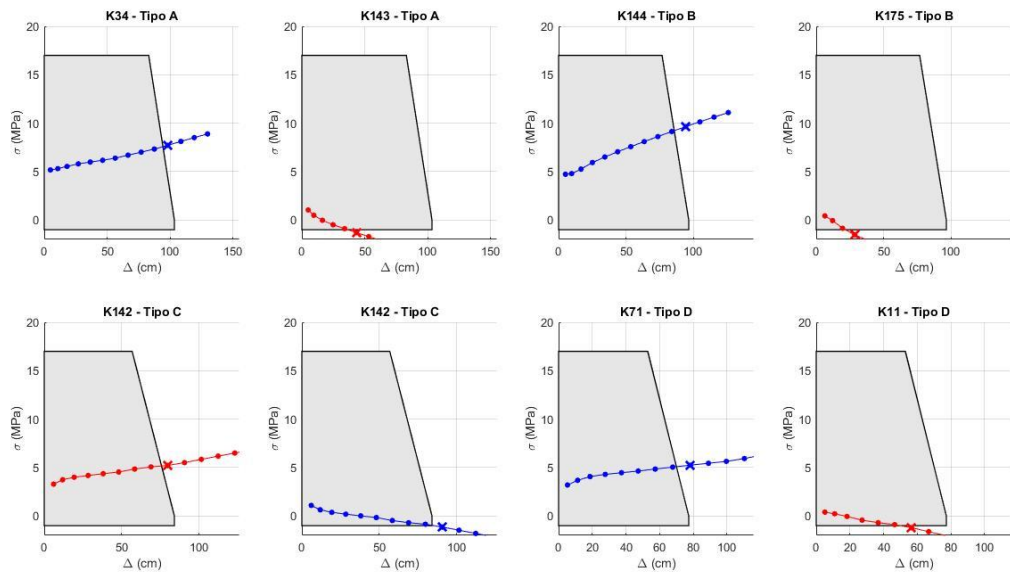 K34 - Tipo A
K143 - Tipo A
K144 - Tipo B
K175 - Tipo B
20
15
10
5
0
σ (MPa)
0 50 100 150
Δ (cm)
20
15
10
5
0
σ (MPa)
0 50 100 150
Δ (cm)
20
15
10
5
0
σ (MPa)
0 50 100
Δ (cm)
20
15
10
5
0
σ (MPa)
0 50 100
Δ (cm)
K142 - Tipo C
K142 - Tipo C
K71 - Tipo D
K11 - Tipo D
20
15
10
5
0
σ (MPa)
0 50 100
Δ (cm)
20
15
10
5
0
σ (MPa)
0 50 100
Δ (cm)
20
15
10
5
0
σ (MPa)
0 20 40 60 80 100
Δ (cm)
20
15
10
5
0
σ (MPa)
0 20 40 60 80 100
Δ (cm)